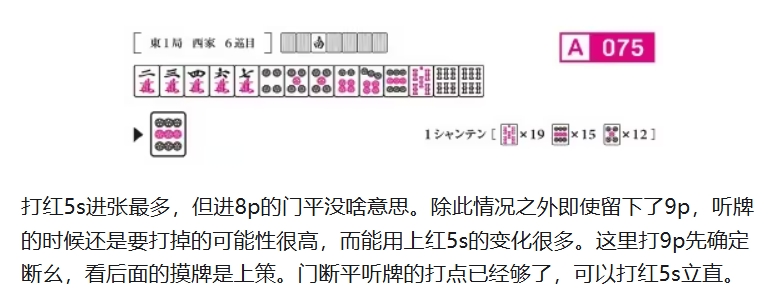 ［ 東1局 西家 6巡目 ］ 南
A 075
二萬 三萬 四萬 六萬 七萬
1シャンテン［ ×19 ×15 ×12 ］
打红5s进张最多，但进8p的门平没啥意思。除此情况之外即使留下了9p，听牌
的时候还是要打掉的可能性很高，而能用上红5s的变化很多。这里打9p先确定
断幺，看后面的摸牌是上策。门断平听牌的打点已经够了，可以打红5s立直。